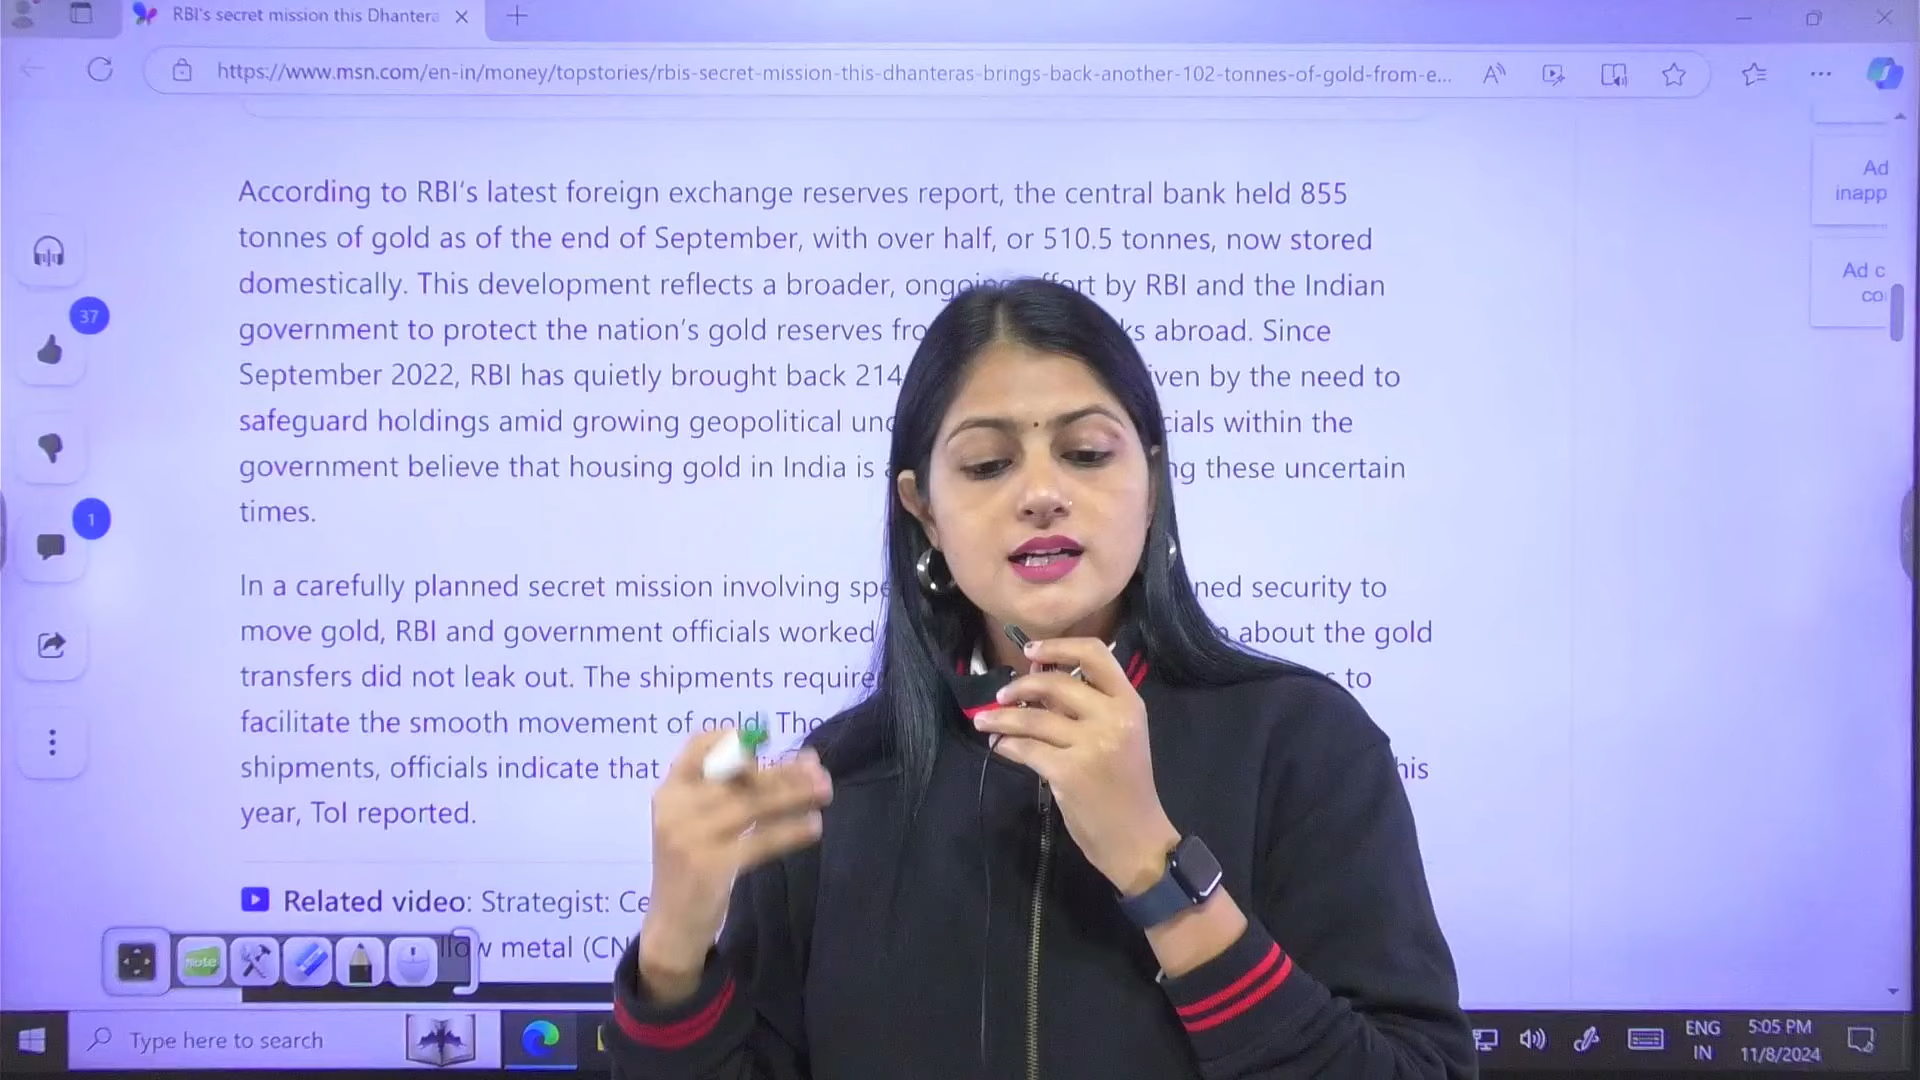 RBI's secret mission this Dhantera
https://www.msn.com/en-in/money/topstories/rbis-secret-mission-this-dhanteras-brings-back-another-102-tonnes-of-gold-from-e...
Ad
inapp
Ad c
co
According to RBI's latest foreign exchange reserves report, the central bank held 855
tonnes of gold as of the end of September, with over half, or 510.5 tonnes, now stored
domestically. This development reflects a broader, ongoing effort by RBI and the Indian
government to protect the nation's gold reserves fro ks abroad. Since
September 2022, RBI has quietly brought back 214 iven by the need to
safeguard holdings amid growing geopolitical unc cials within the
government believe that housing gold in India is ng these uncertain
times.
In a carefully planned secret mission involving spe ned security to
move gold, RBI and government officials worked about the gold
transfers did not leak out. The shipments require to
facilitate the smooth movement of gold. Tho
shipments, officials indicate that his
year, ToI reported.
Related video: Strategist: Ce
llow metal (CN
37
1
Note
Type here to search
ENG
IN
5:05 PM
11/8/2024